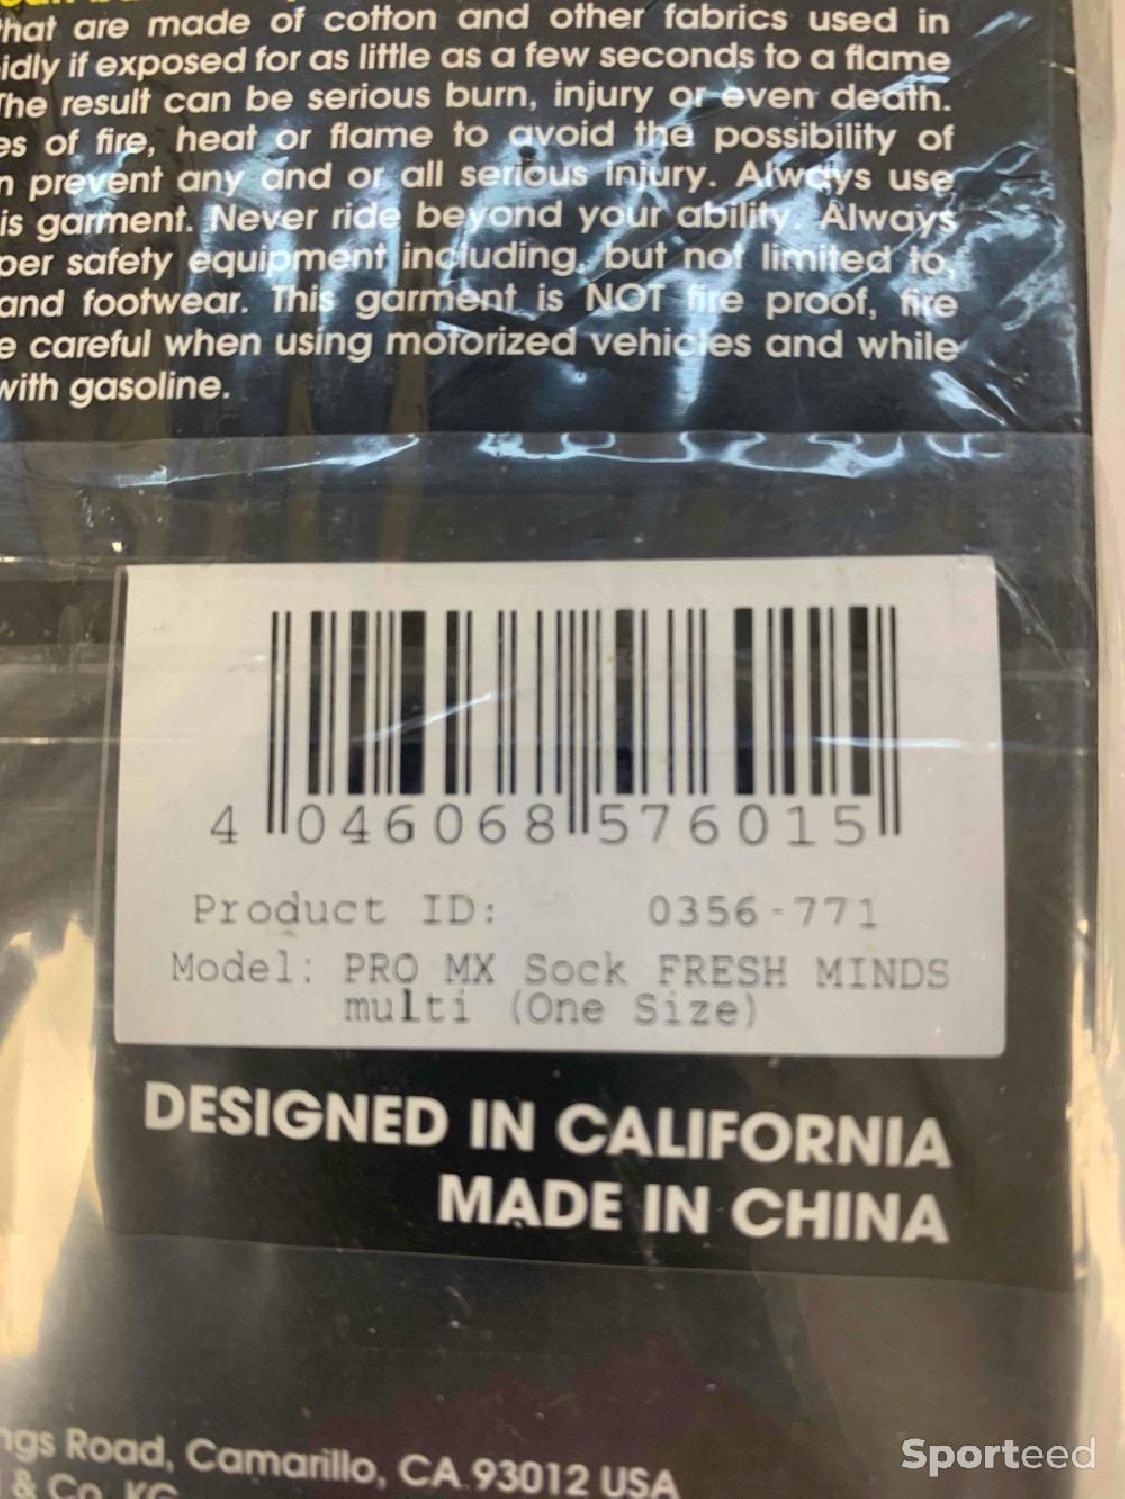 that are made of cotton and other fabrics used in
idly if exposed for as little as a few seconds to a flame
The result can be serious burn, injury or even death.
es of fire, heat or flame to avoid the possibility of
n prevent any and or all serious injury. Always use
is garment. Never ride beyond your ability. Always
per safety equipment including, but not limited to,
and footwear. This garment is NOT fire proof, fire
e careful when using motorized vehicles and while
with gasoline.
4 046068 576015
Product ID: 0356-771
Model: PRO MX Sock FRESH MINDS
multi (One Size)
DESIGNED IN CALIFORNIA
MADE IN CHINA
ngs Road, Camarillo, CA 93012 USA
& Co. KG
Sporteed